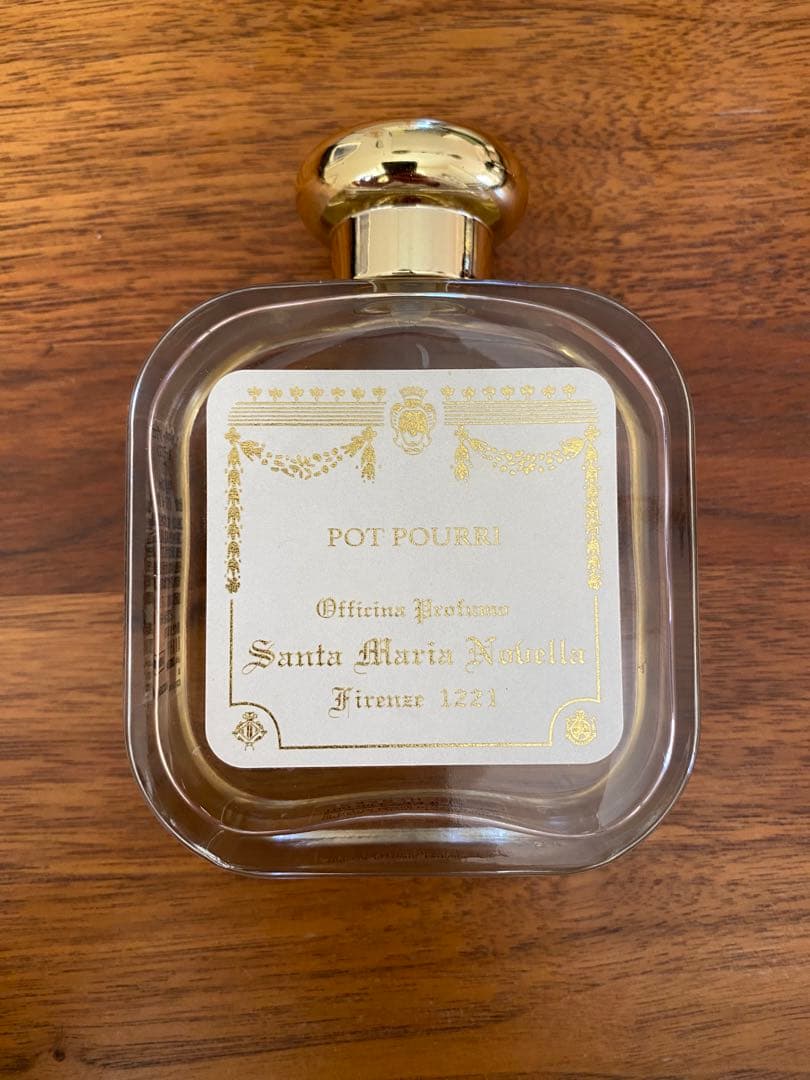 POT POURRI
Officina Profumo
Santa Maria Novella
Firenze 1221